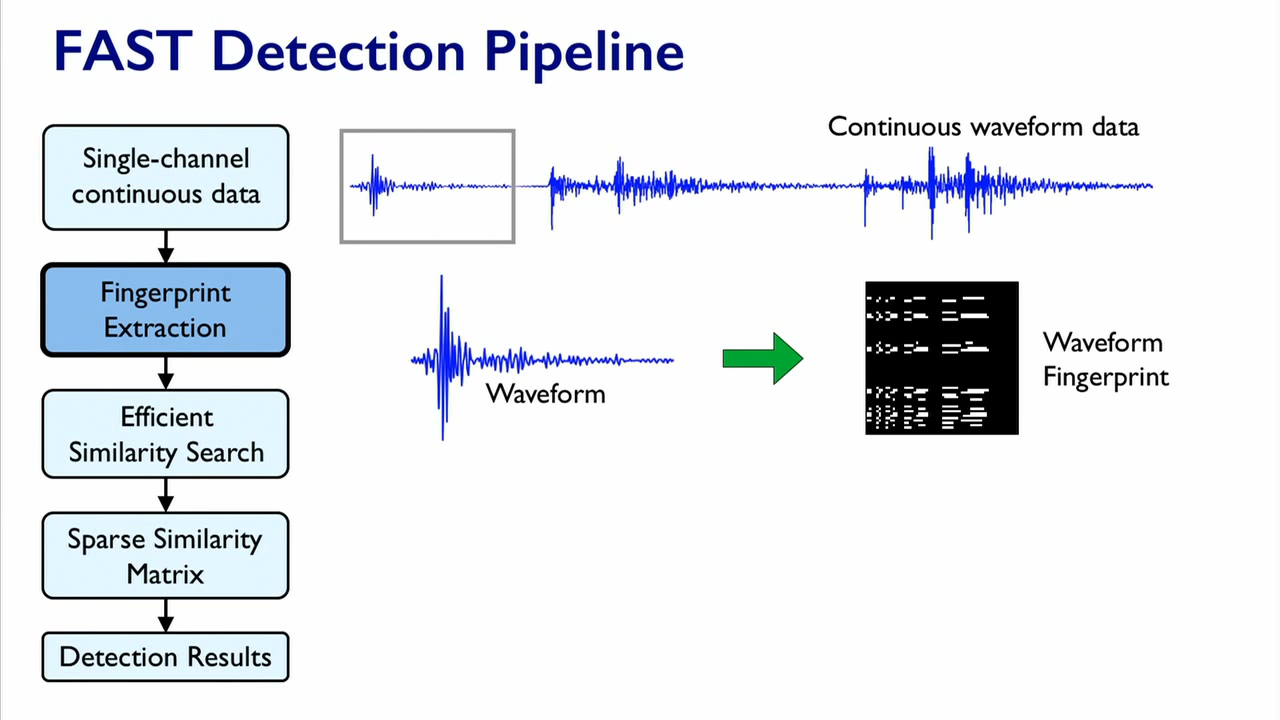 FAST Detection Pipeline
Single-channel
continuous data
Fingerprint
Extraction
Efficient
Similarity Search
Sparse Similarity
Matrix
Detection Results
Continuous waveform data
Waveform
Waveform
Fingerprint